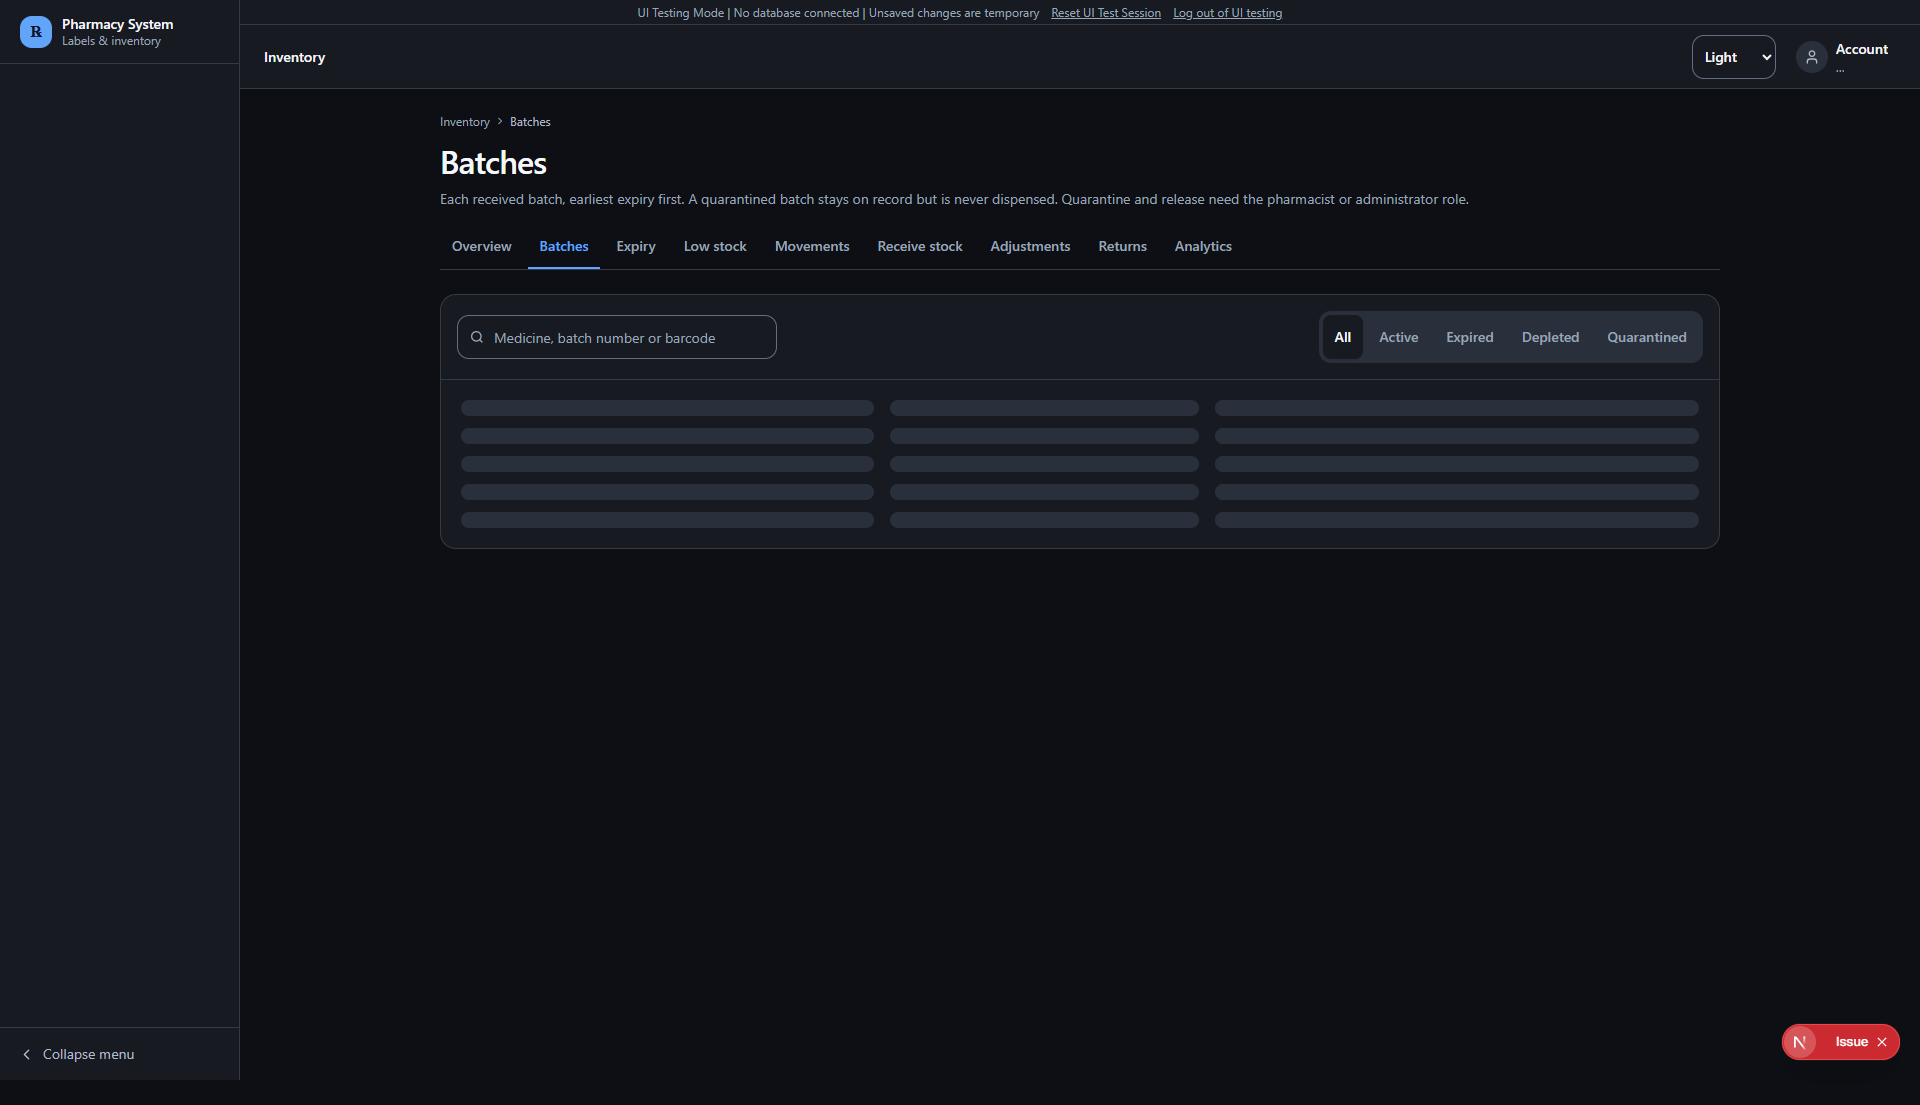 UI Testing Mode | No database connected | Unsaved changes are temporary Reset UI Test Session Log out of UI testing
Pharmacy System
Labels & inventory
Inventory
Light
Account
...
Inventory > Batches
Batches
Each received batch, earliest expiry first. A quarantined batch stays on record but is never dispensed. Quarantine and release need the pharmacist or administrator role.
Overview Batches Expiry Low stock Movements Receive stock Adjustments Returns Analytics
Medicine, batch number or barcode
All Active Expired Depleted Quarantined
Collapse menu
N Issue